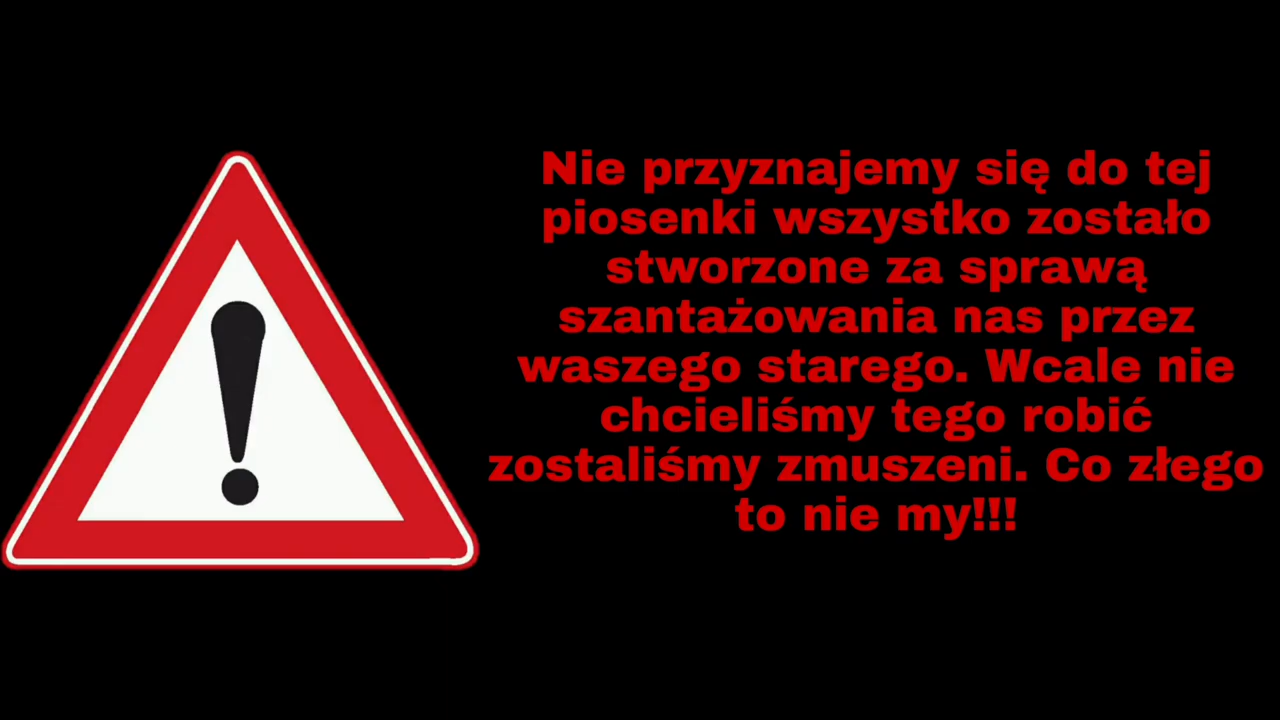 Nie przyznajemy się do tej
piosenki wszystko zostało
stworzone za sprawą
szantażowania nas przez
waszego starego. Wcale nie
chcieliśmy tego robić
zostaliśmy zmuszeni. Co złego
to nie my!!!